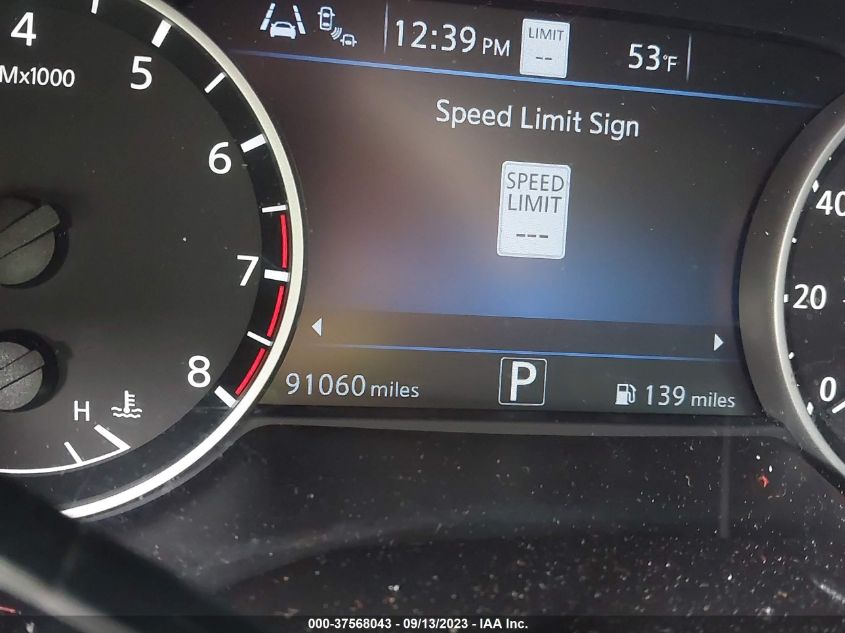 4
5
6
7
8
Mx1000
H
12:39 PM
LIMIT
--
53°F
Speed Limit Sign
SPEED
LIMIT
---
91060 miles
P
139 miles
40
20
0
000-37568043 - 09/13/2023 - IAA Inc.